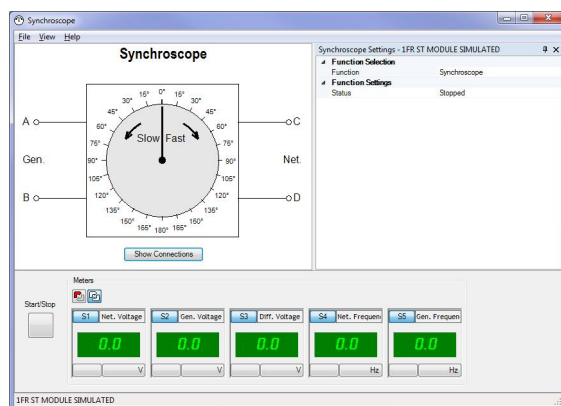 Synchroscope
File View Help
Synchroscope
Synchroscope Settings - 1FR ST MODULE SIMULATED
Function Selection
Function Synchroscope
Function Settings
Status Stopped
0°
15° 15°
30° 30°
45° 45°
60° 60°
75° 75°
90° 90°
105° 105°
120° 120°
135° 135°
150° 150°
165° 180° 165°
Slow Fast
A C
Gen. Net.
B D
Show Connections
Meters
Start/Stop
S1 Net. Voltage S2 Gen. Voltage S3 Diff. Voltage S4 Net. Frequen S5 Gen. Frequen
0.0 0.0 0.0 0.0 0.0
V V V Hz Hz
1FR ST MODULE SIMULATED